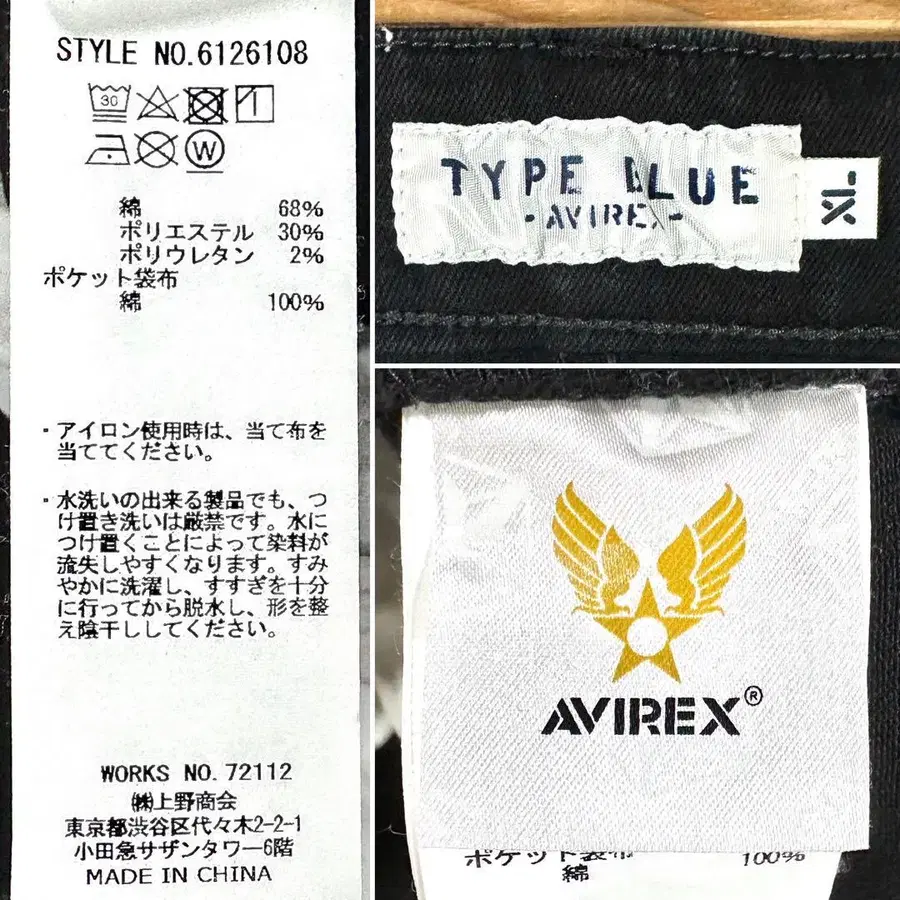 STYLE NO.6126108
30
W
綿 68%
ポリエステル 30%
ポリウレタン 2%
ポケット袋布
綿 100%
・アイロン使用時は、当て布を
当ててください。
・水洗いの出来る製品でも、つ
け置き洗いは厳禁です。水に
つけ置くことによって染料が
流失しやすくなります。すみ
やかに洗濯し、すすぎを十分
に行ってから脱水し、形を整
え陰干ししてください。
WORKS NO.72112
㈱上野商会
東京都渋谷区代々木2-2-1
小田急サザンタワー6階
MADE IN CHINA
TYPE BLUE
-AVIREX-
XL
AVIREX®
ポケット袋布 100%
綿